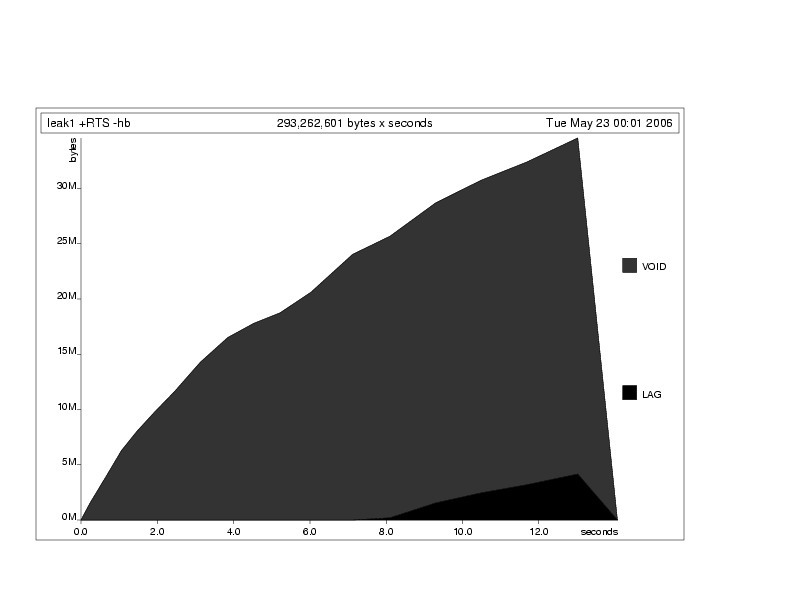 leak1 +RTS -hb 293,262,601 bytes x seconds Tue May 23 00:01 2006
bytes
30M
25M
20M
15M
10M
5M
0M
0.0 2.0 4.0 6.0 8.0 10.0 12.0 seconds
VOID
LAG